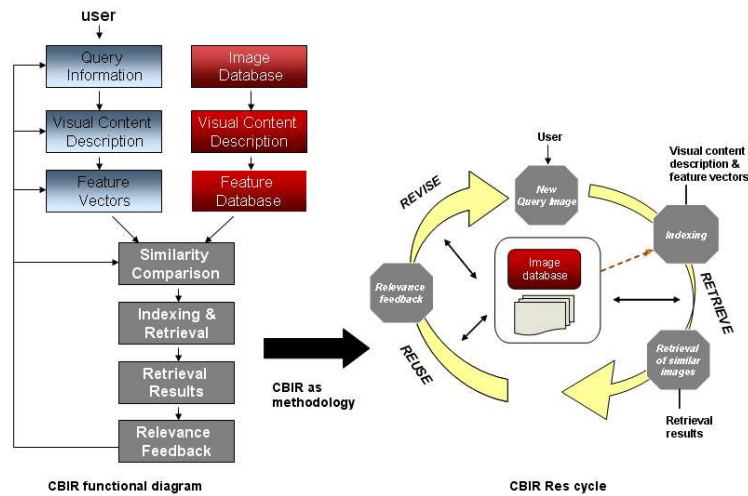 user
Query
Information
Image
Database
Visual Content
Description
Visual Content
Description
Feature
Vectors
Feature
Database
Similarity
Comparison
Indexing &
Retrieval
Retrieval
Results
Relevance
Feedback
CBIR functional diagram
CBIR as
methodology
User
New
Query Image
Visual content
description &
feature vectors
Indexing
RETRIEVE
Retrieval
of similar
images
Retrieval
results
REUSE
Relevance
feedback
REVISE
Image
database
CBIR Res cycle